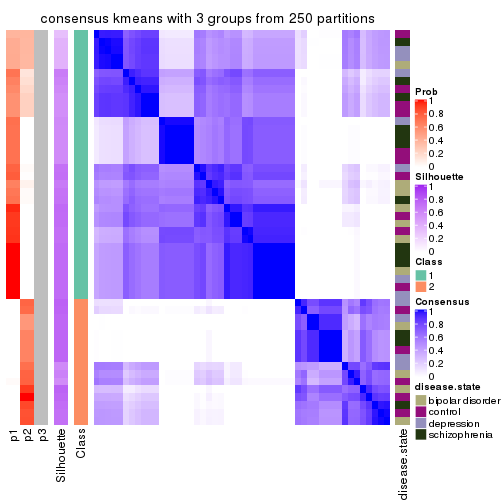 consensus kmeans with 3 groups from 250 partitions
Prob
1
0.8
0.6
0.4
0.2
0
Silhouette
1
0.8
0.6
0.4
0.2
0
Class
1
2
Consensus
1
0.8
0.6
0.4
0.2
0
disease.state
bipolar disorder
control
depression
schizophrenia
p1
p2
p3
Silhouette
Class
disease.state